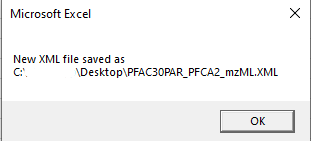 Microsoft Excel
New XML file saved as
C:\ \Desktop\PFAC30PAR_PFCA2_mzML.XML
OK